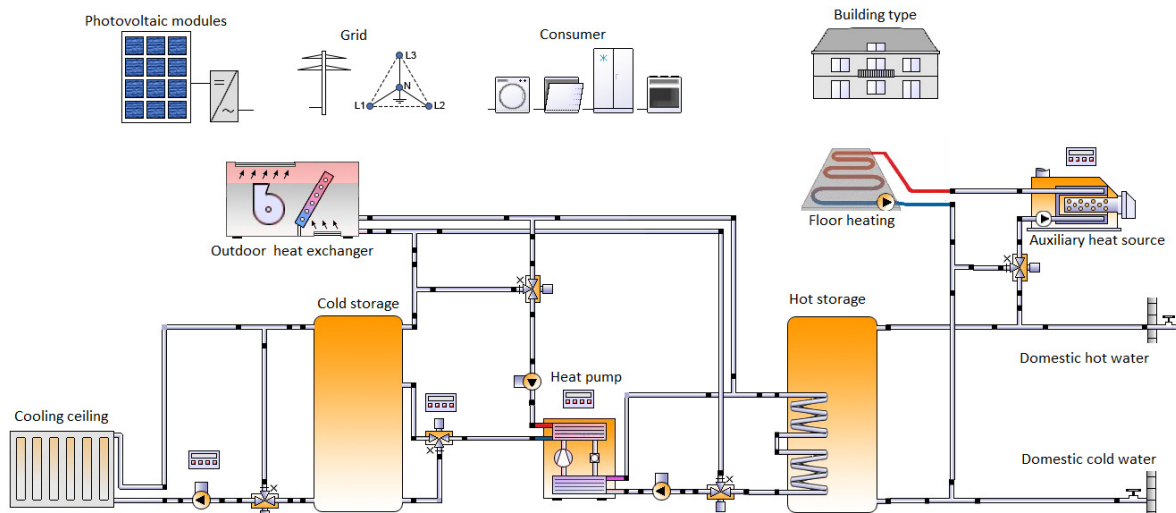 Photovoltaic modules
Grid
Consumer
Building type
L3
N
L1
L2
Outdoor heat exchanger
Floor heating
Auxiliary heat source
Cold storage
Hot storage
Heat pump
Domestic hot water
Cooling ceiling
Domestic cold water